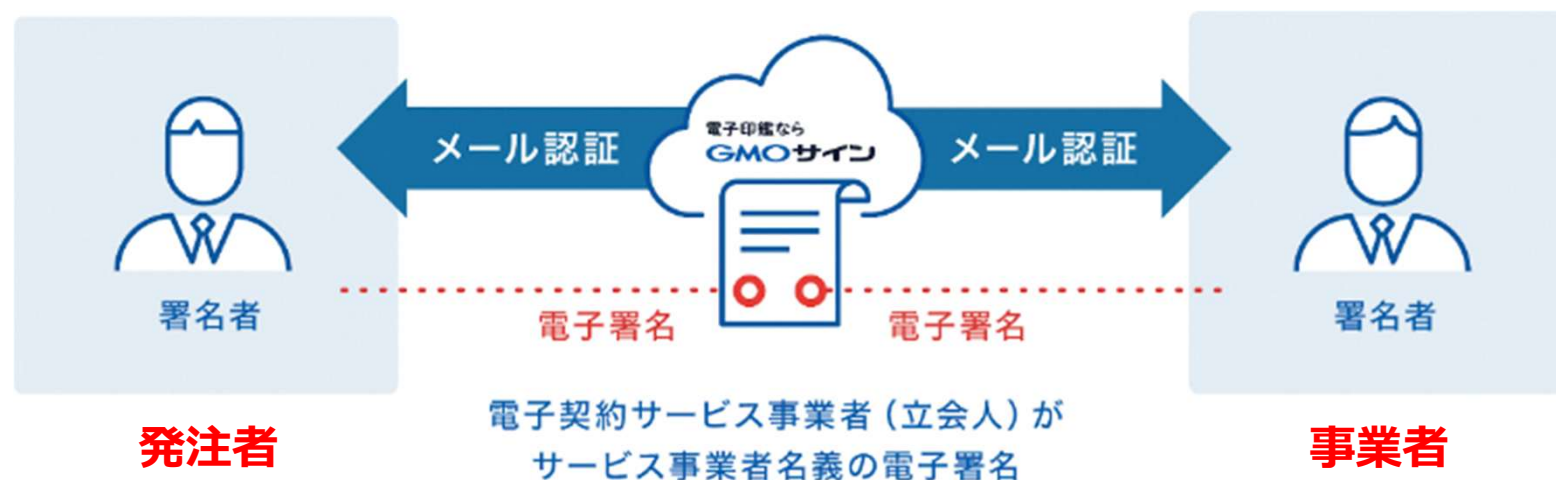 メール認証
電子印鑑なら
GMOサイン
メール認証
署名者
電子署名
電子署名
署名者
発注者
電子契約サービス事業者(立会人)が
サービス事業者名義の電子署名
事業者